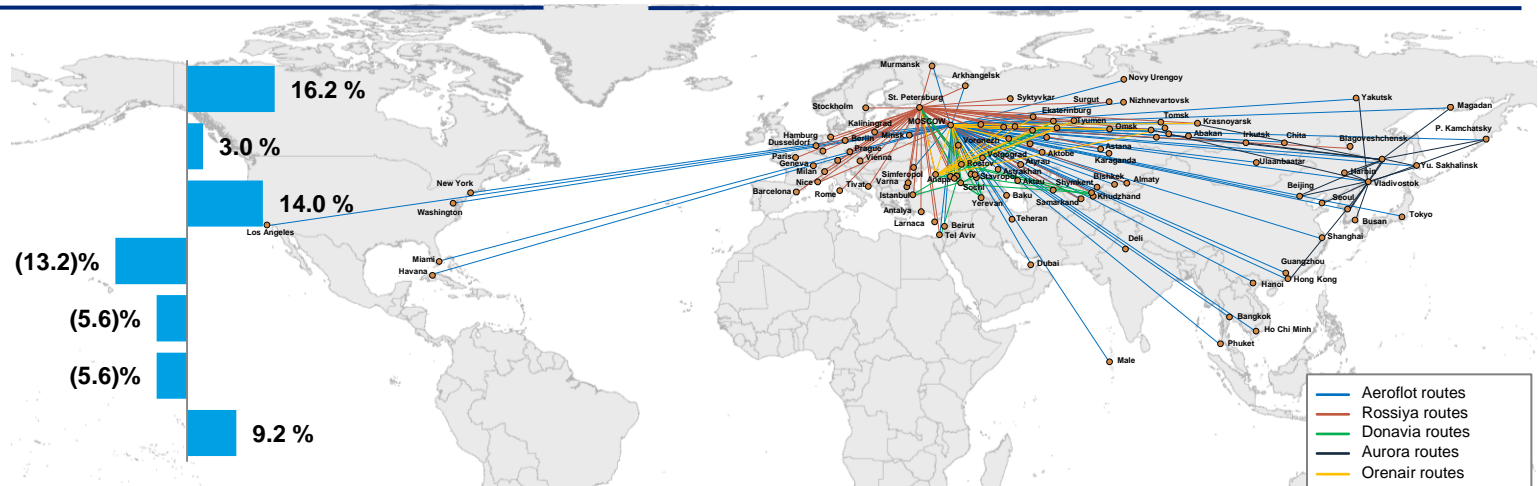 16.2 %
3.0 %
14.0 %
(13.2)%
(5.6)%
(5.6)%
9.2 %
New York
Washington
Los Angeles
Miami
Havana
Murmansk
Arkhangelsk
Novy Urengoy
St. Petersburg
Syktyvkar
Surgut
Nizhnevartovsk
Yakutsk
Magadan
Stockholm
MOSCOW
Ekaterinburg
Tyumen
Tomsk
Krasnoyarsk
P. Kamchatsky
Kaliningrad
Hamburg
Minsk
Omsk
Abakan
Irkutsk
Chita
Blagoveshchensk
Dusseldorf
Berlin
Voronezh
Astana
Paris
Prague
Volgograd
Aktobe
Karaganda
Ulaanbaatar
Yu. Sakhalinsk
Geneva
Vienna
Rostov
Atyrau
Harbin
Milan
Simferopol
Anapa
Astrakhan
Stavropol
Nice
Tivat
Varna
Aktau
Shymkent
Bishkek
Almaty
Beijing
Vladivostok
Barcelona
Rome
Istanbul
Sochi
Baku
Samarkand
Khudzhand
Seoul
Yerevan
Antalya
Teheran
Busan
Tokyo
Larnaca
Beirut
Tel Aviv
Deli
Shanghai
Dubai
Guangzhou
Hong Kong
Hanoi
Bangkok
Ho Chi Minh
Phuket
Male
Aeroflot routes
Rossiya routes
Donavia routes
Aurora routes
Orenair routes